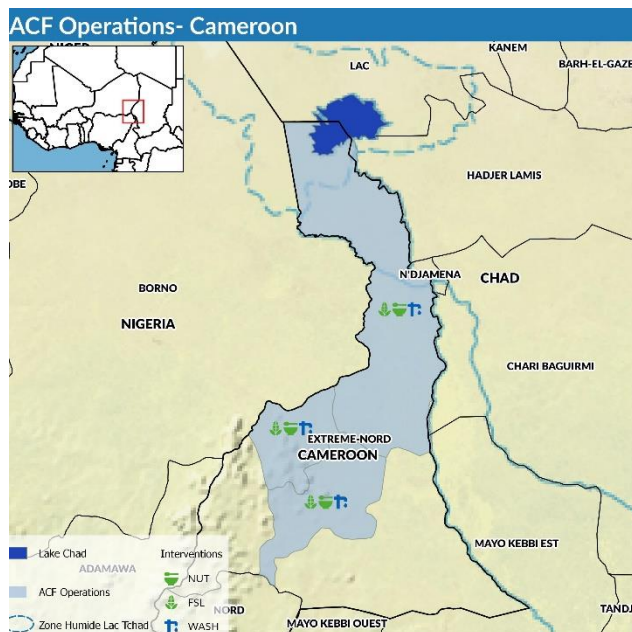 ACF Operations- Cameroon
KANEM
LAC
BARH-EL-GAZE
HADJER LAMIS
N'DJAMENA
CHAD
BORNO
NIGERIA
CHARI BAGUIRMI
EXTREME-NORD
CAMEROON
MAYO KEBBI EST
Lake Chad
Interventions
ADAMAWA
NUT
ACF Operations
FSL
NORD
TANDJ
Zone Humide Lac Tchad
WASH
MAYO KEBBI OUEST